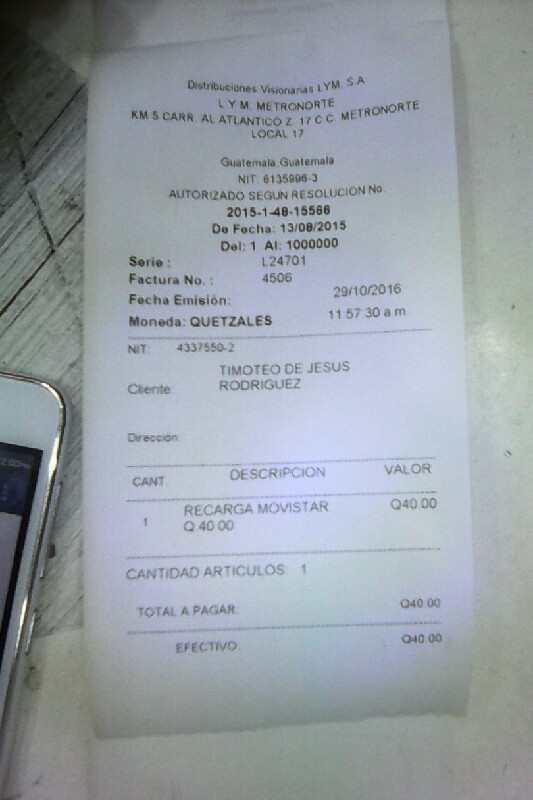 Distribuciones Visionarias LYM. S.A
L Y M. METRONORTE
KM 5 CARR. AL ATLANTICO Z. 17 C.C. METRONORTE
LOCAL 17
Guatemala,Guatemala
NIT: 6135996-3
AUTORIZADO SEGUN RESOLUCION No.
2015-1-48-15566
De Fecha: 13/08/2015
Del: 1 Al: 1000000
Serie : L24701
Factura No. : 4506
Fecha Emisión: 29/10/2016
Moneda: QUETZALES 11:57:30 a.m.
NIT: 4337550-2
Cliente: TIMOTEO DE JESUS
RODRIGUEZ
Dirección:
CANT. DESCRIPCION VALOR
1 RECARGA MOVISTAR Q40.00
Q.40.00
CANTIDAD ARTICULOS: 1
TOTAL A PAGAR: Q40.00
EFECTIVO: Q40.00